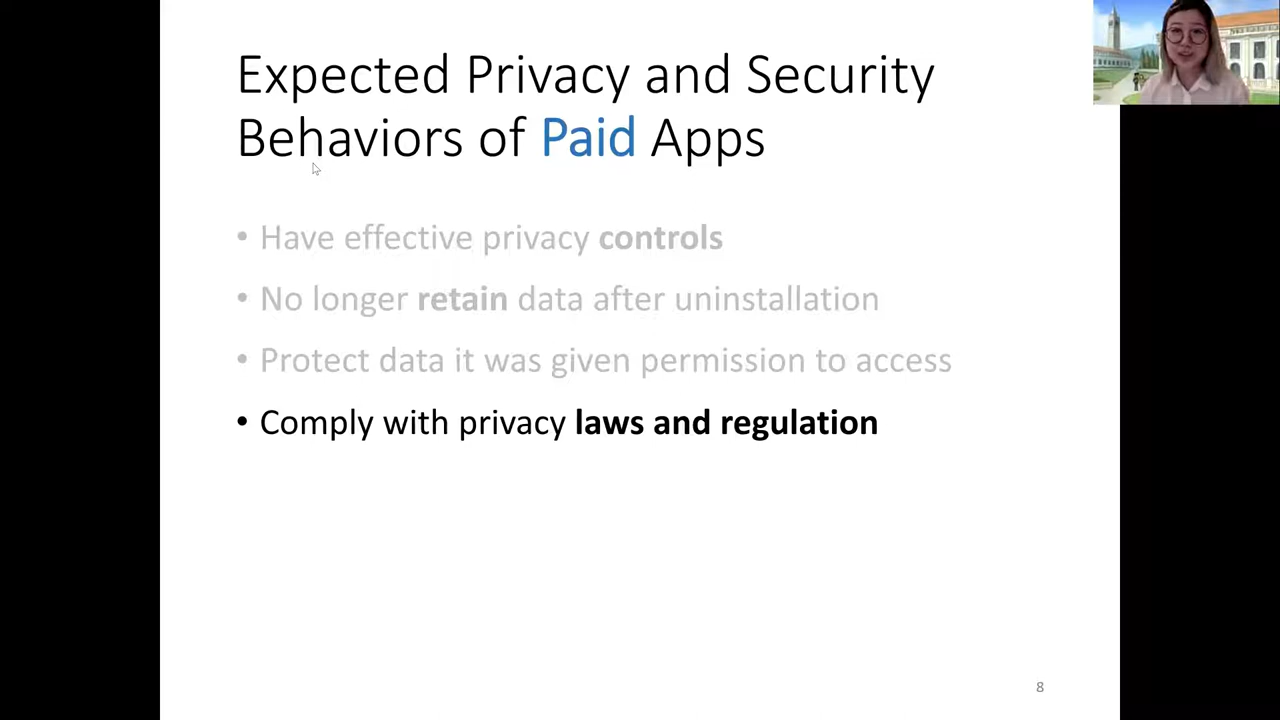 Expected Privacy and Security
Behaviors of Paid Apps
• Have effective privacy controls
• No longer retain data after uninstallation
• Protect data it was given permission to access
• Comply with privacy laws and regulation
8